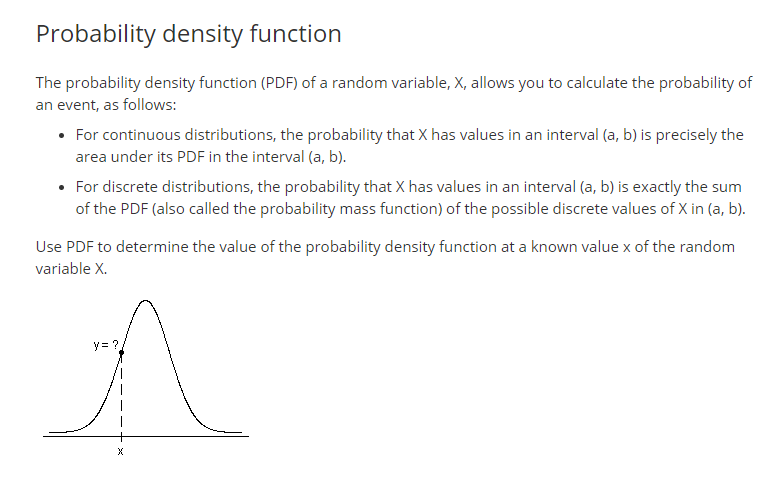 Probability density function
The probability density function (PDF) of a random variable, X, allows you to calculate the probability of
an event, as follows:
• For continuous distributions, the probability that X has values in an interval (a, b) is precisely the
area under its PDF in the interval (a, b).
• For discrete distributions, the probability that X has values in an interval (a, b) is exactly the sum
of the PDF (also called the probability mass function) of the possible discrete values of X in (a, b).
Use PDF to determine the value of the probability density function at a known value x of the random
variable X.
y = ?
x